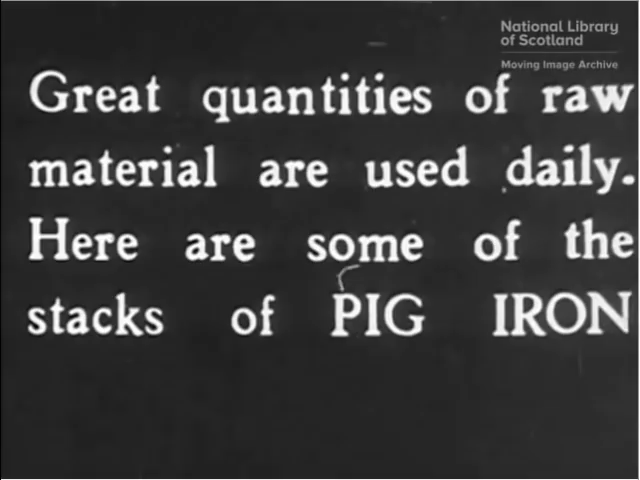 National Library
of Scotland
Moving Image Archive
Great quantities of raw
material are used daily.
Here are some of the
stacks of PIG IRON